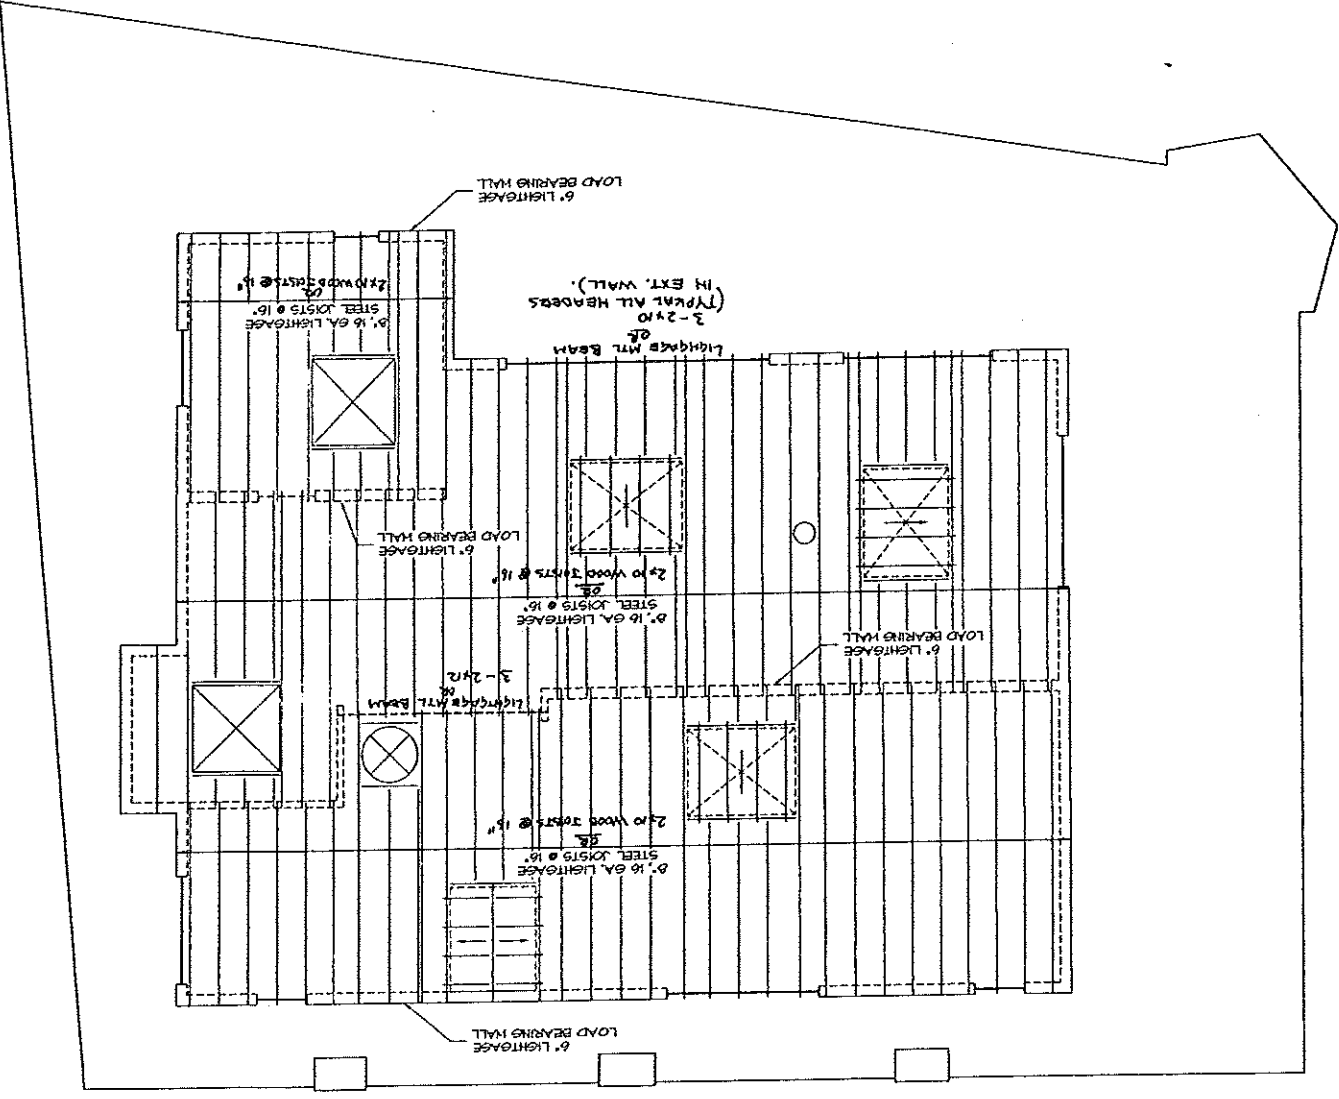 6" LIGHTGAGE
LOAD BEARING WALL
8", 16 GA. LIGHTGAGE
STEEL JOISTS @ 16"
OR
2x10 WOOD JOISTS @ 16"
LIGHTGAGE MTL BEAM
OR
3-2x12
6" LIGHTGAGE
LOAD BEARING WALL
8", 16 GA. LIGHTGAGE
STEEL JOISTS @ 16"
OR
2x10 WOOD JOISTS @ 16"
6" LIGHTGAGE
LOAD BEARING WALL
LIGHTGAGE MTL BEAM
OR
3-2x10
(TYPICAL ALL HEADERS
IN EXT. WALL).
8", 16 GA. LIGHTGAGE
STEEL JOISTS @ 16"
OR
2x10 WOOD JOISTS @ 16"
6" LIGHTGAGE
LOAD BEARING WALL